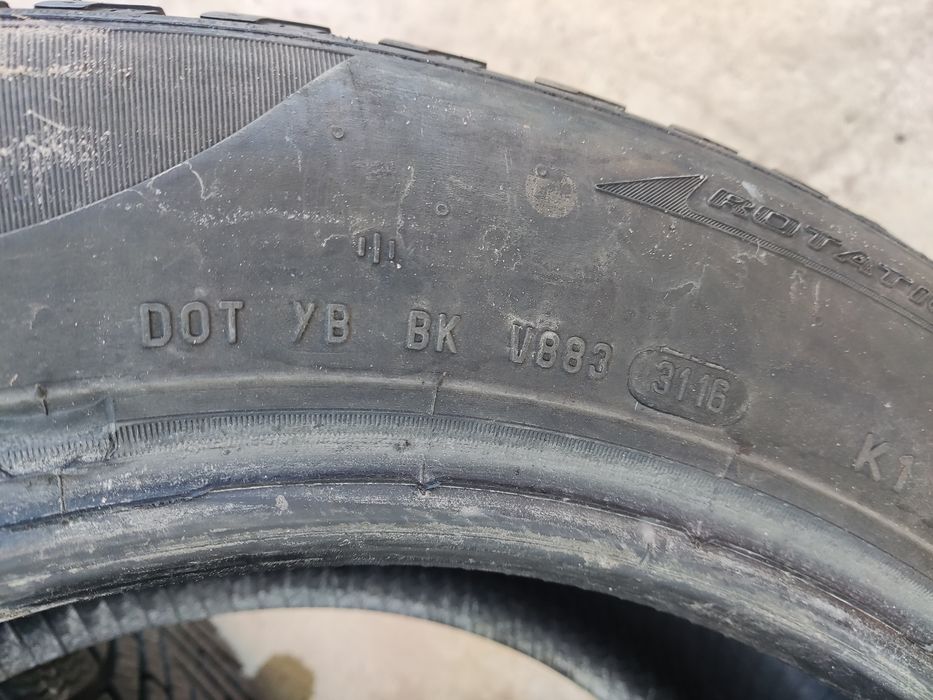 ROTATI
DOT YB BK V883 3116
K1